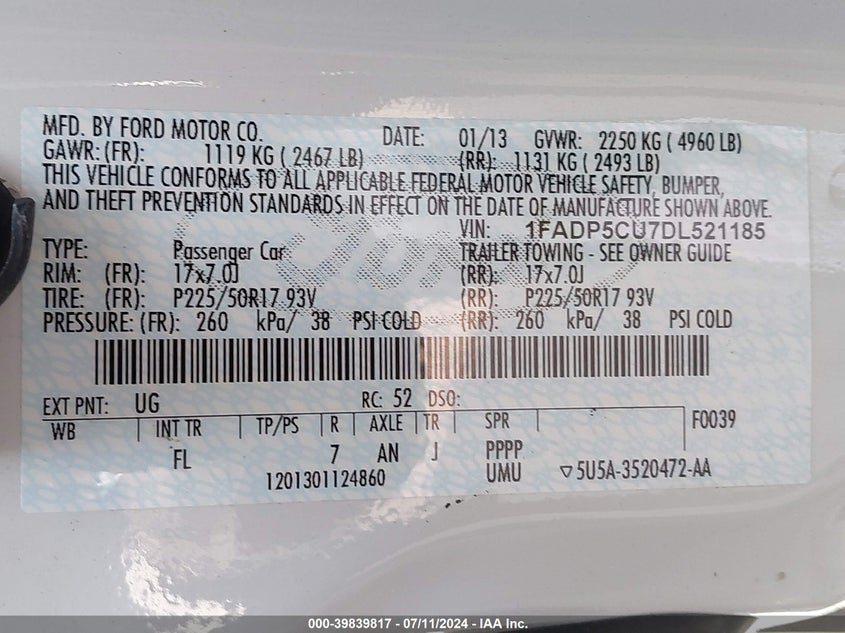 MFD. BY FORD MOTOR CO. DATE: 01/13 GVWR: 2250 KG ( 4960 LB)
GAWR: (FR): 1119 KG ( 2467 LB) (RR): 1131 KG ( 2493 LB)
THIS VEHICLE CONFORMS TO ALL APPLICABLE FEDERAL MOTOR VEHICLE SAFETY, BUMPER,
AND THEFT PREVENTION STANDARDS IN EFFECT ON THE DATE OF MANUFACTURE SHOWN ABOVE.
VIN: 1FADP5CU7DL521185
TYPE: Passenger Car TRAILER TOWING - SEE OWNER GUIDE
RIM: (FR): 17x7.0J (RR): 17x7.0J
TIRE: (FR): P225/50R17 93V (RR): P225/50R17 93V
PRESSURE: (FR): 260 kPa/ 38 PSI COLD (RR): 260 kPa/ 38 PSI COLD
EXT PNT: UG RC: 52 DSO:
WB INT TR TP/PS R AXLE TR SPR F0039
FL 7 AN J PPPP
1201301124860 UMU ▽5U5A-3520472-AA
000-39839817 - 07/11/2024 - IAA Inc.